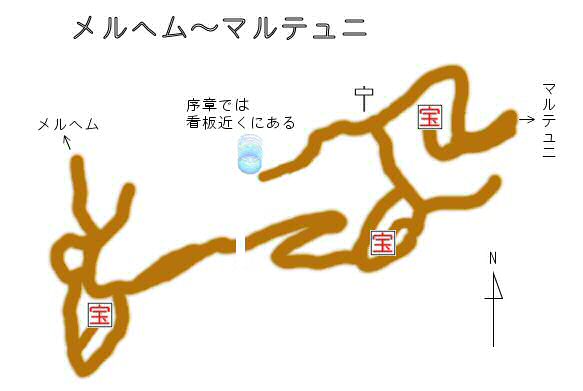 メルヘム～マルテュニ
序章では
看板近くにある
メルヘム
マルテュニ
宝
宝
宝
N